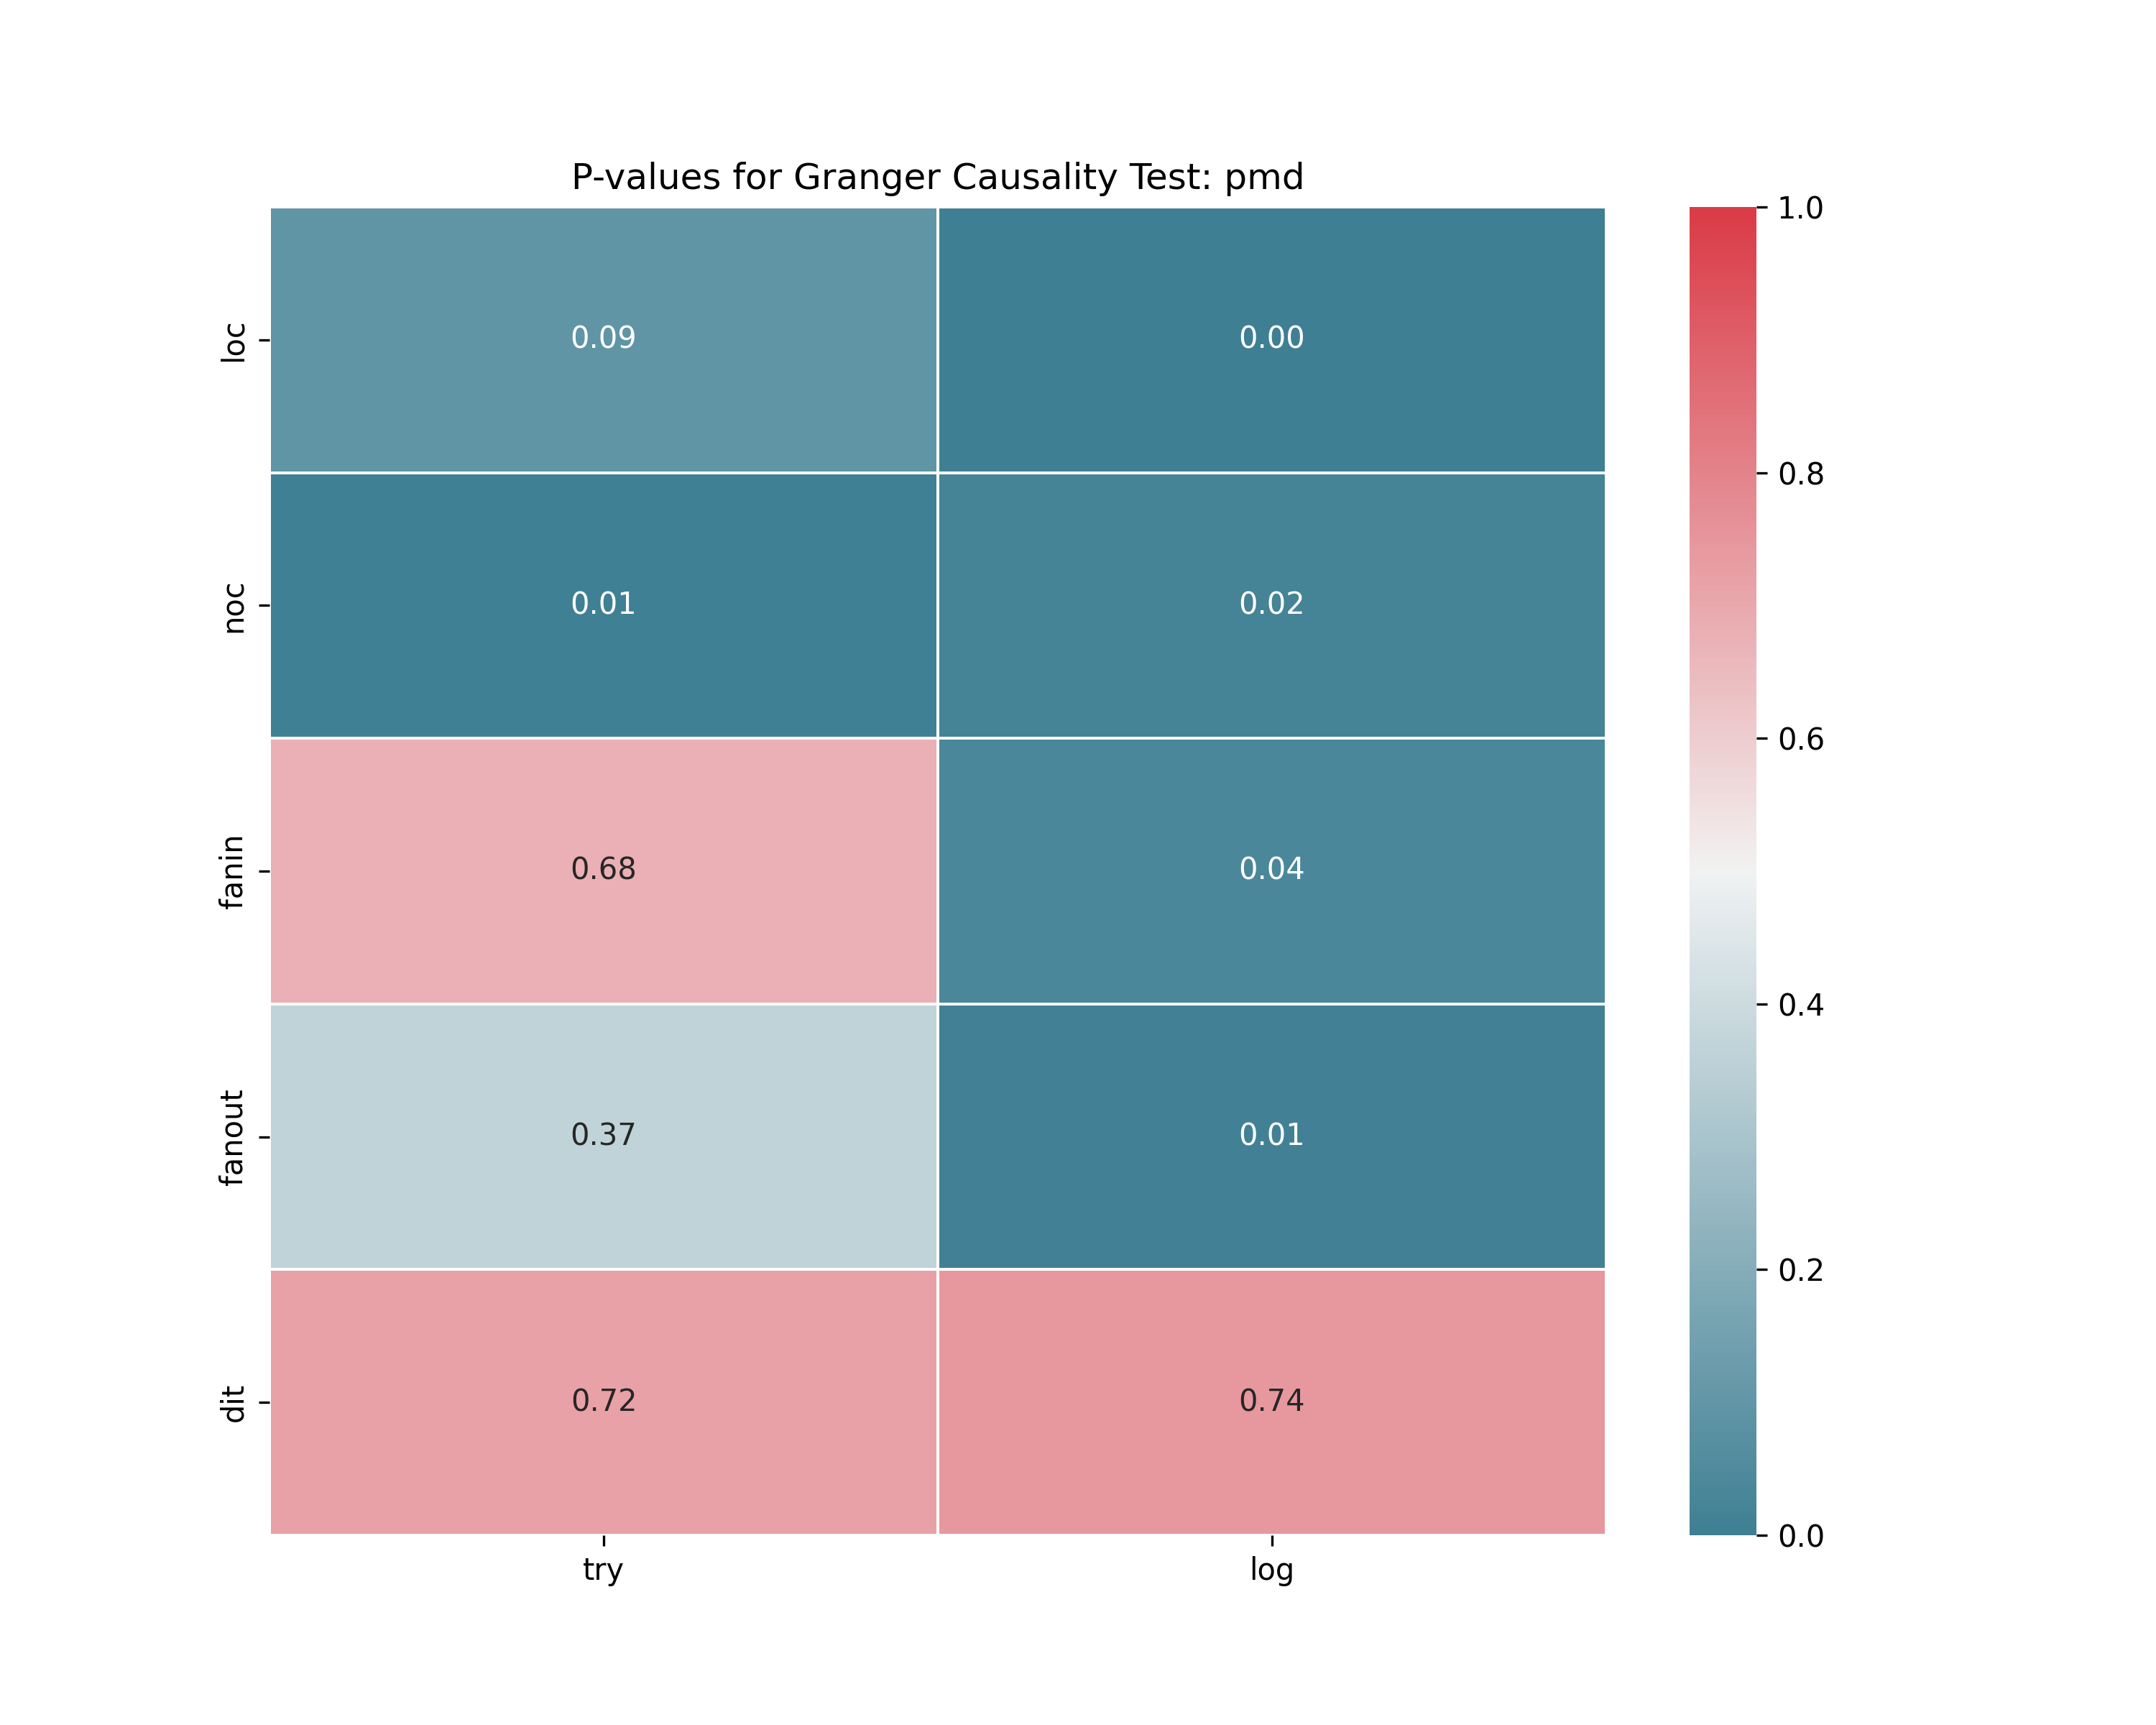 P-values for Granger Causality Test: pmd
loc
0.09
0.00
noc
0.01
0.02
fanin
0.68
0.04
fanout
0.37
0.01
dit
0.72
0.74
try
log
1.0
0.8
0.6
0.4
0.2
0.0